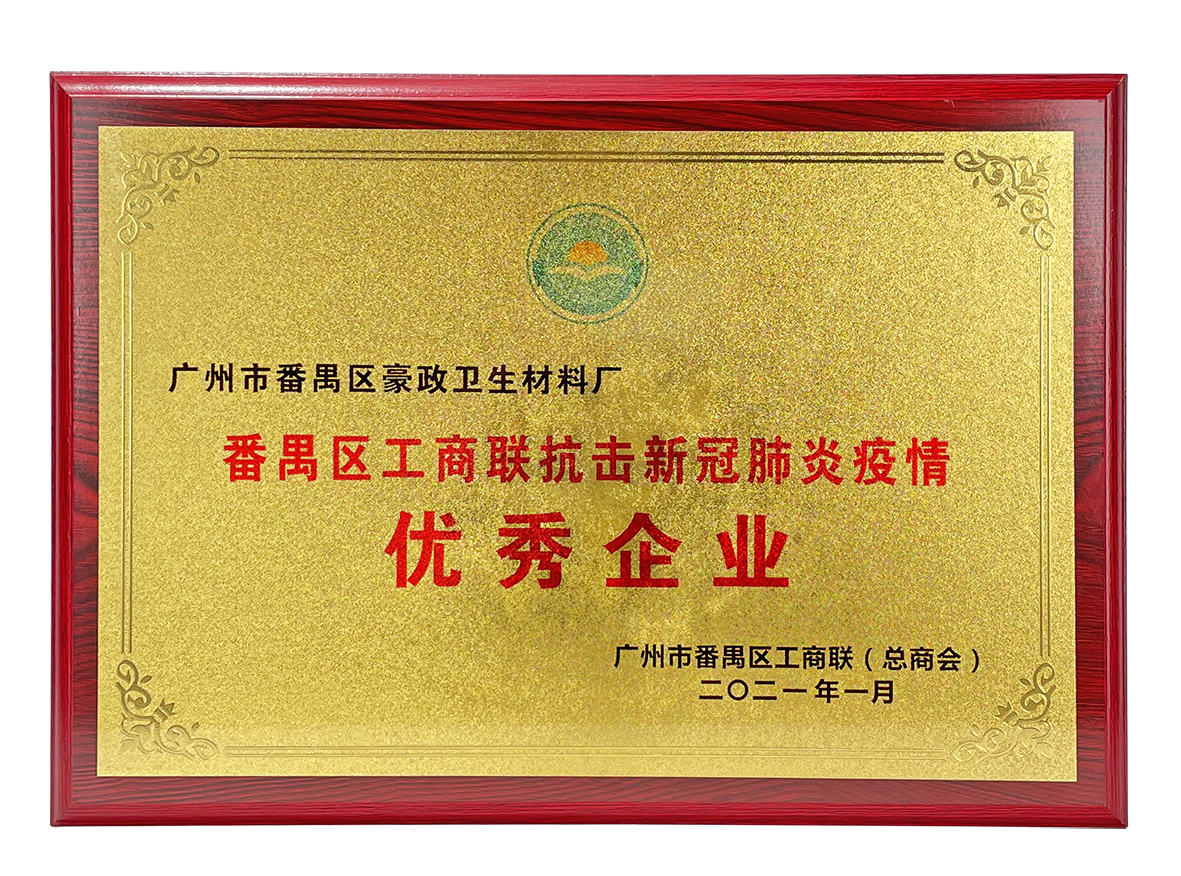 广州市番禺区豪政卫生材料厂
番禺区工商联抗击新冠肺炎疫情
优秀企业
广州市番禺区工商联（总商会）
二〇二一年一月